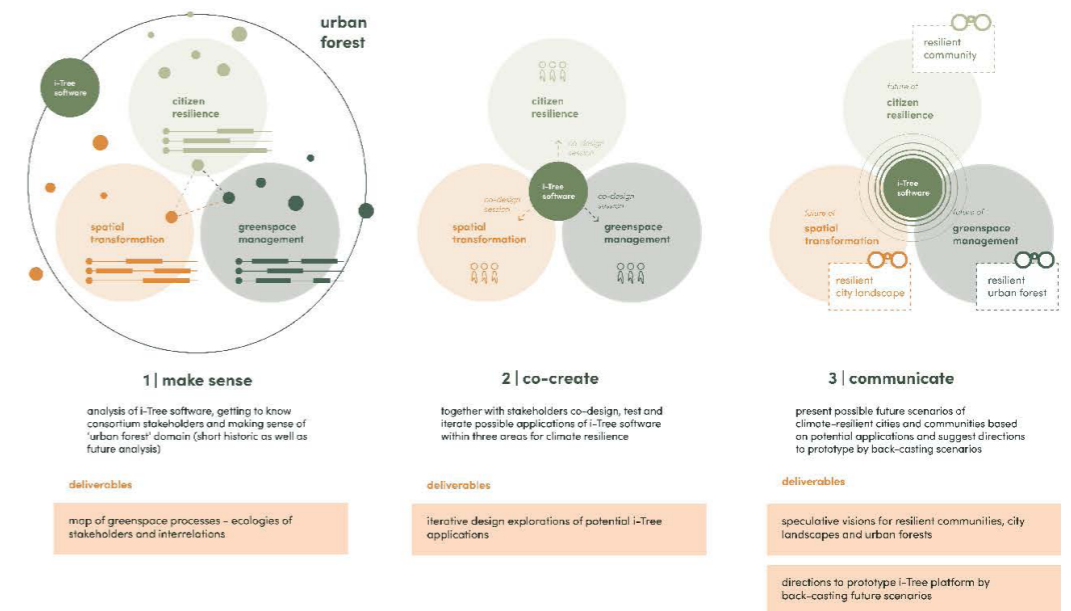 urban
forest
i-Tree
software
citizen
resilience
spatial
transformation
greenspace
management
citizen
resilience
co-design
session
i-Tree
software
co-design
session
co-design
session
spatial
transformation
greenspace
management
resilient
community
future of
citizen
resilience
i-Tree
software
future of
spatial
transformation
future of
greenspace
management
resilient
city landscape
resilient
urban forest
1 | make sense
analysis of i-Tree software, getting to know
consortium stakeholders and making sense of
'urban forest' domain (short historic as well as
future analysis)
deliverables
map of greenspace processes - ecologies of
stakeholders and interrelations
2 | co-create
together with stakeholders co-design, test and
iterate possible applications of i-Tree software
within three areas for climate resilience
deliverables
iterative design explorations of potential i-Tree
applications
3 | communicate
present possible future scenarios of
climate-resilient cities and communities based
on potential applications and suggest directions
to prototype by back-casting scenarios
deliverables
speculative visions for resilient communities, city
landscapes and urban forests
directions to prototype i-Tree platform by
back-casting future scenarios